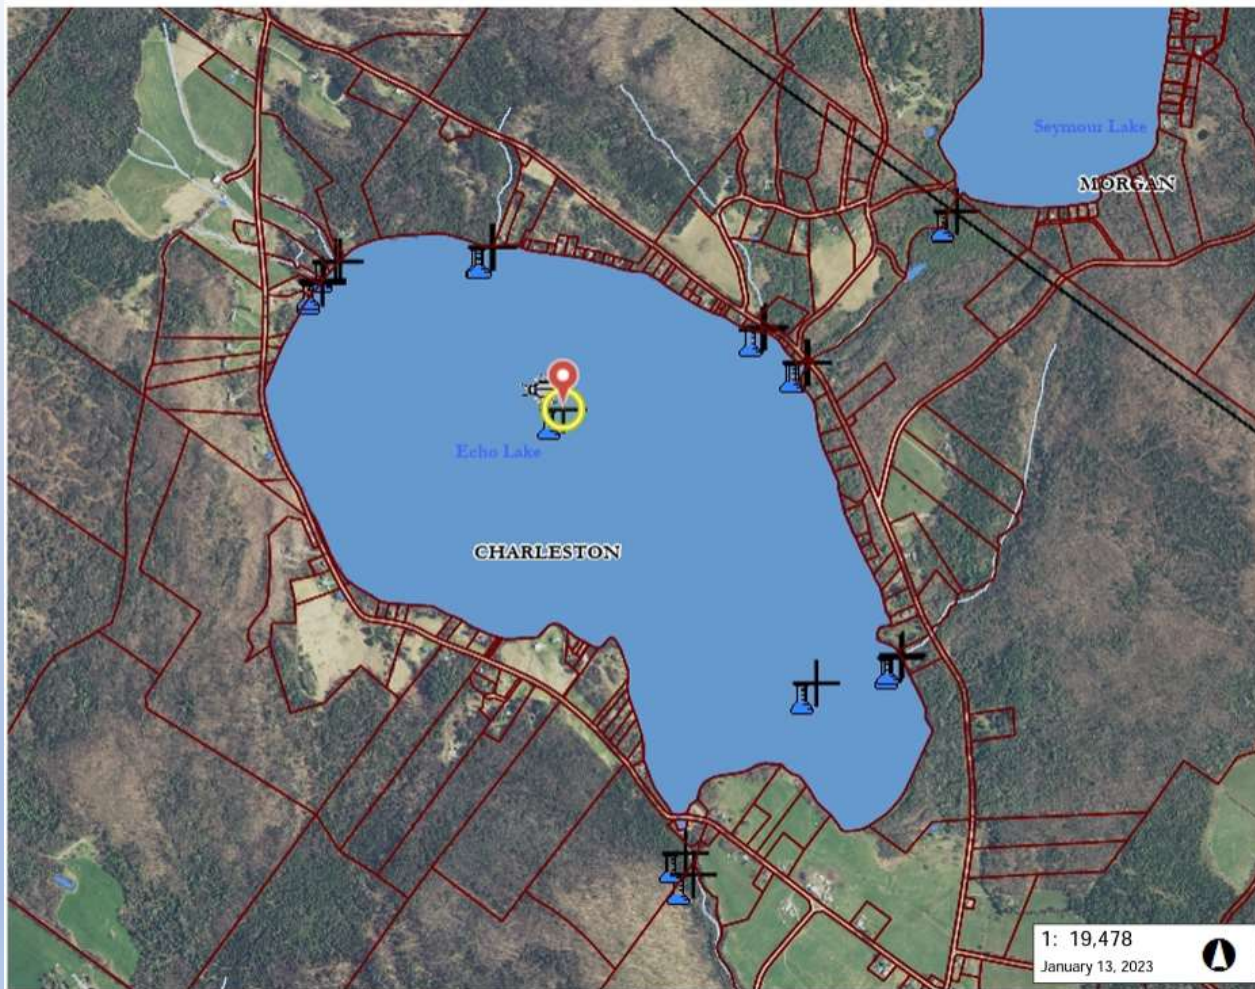 Seymour Lake
MORGAN
Echo Lake
CHARLESTON
1: 19,478
January 13, 2023